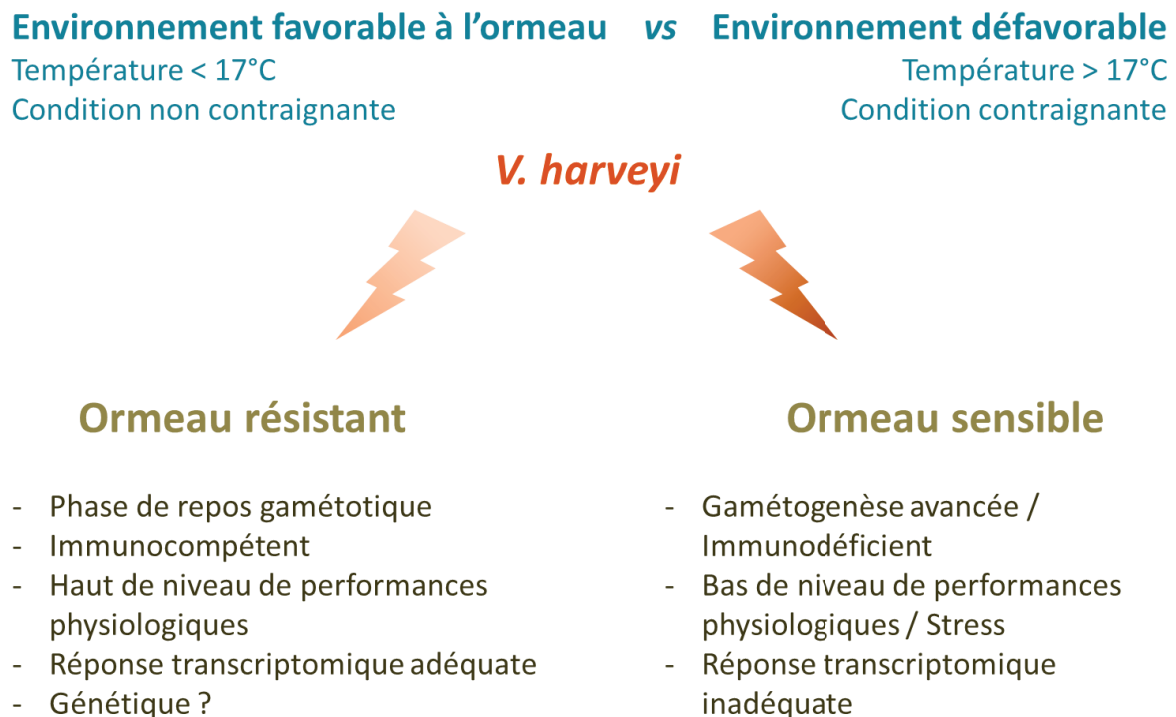 Environnement favorable à l'ormeau vs Environnement défavorable
Température < 17°C
Condition non contraignante
Température > 17°C
Condition contraignante
V. harveyi
Ormeau résistant
- Phase de repos gamétotique
- Immunocompétent
- Haut de niveau de performances
physiologiques
- Réponse transcriptomique adéquate
- Génétique ?
Ormeau sensible
- Gamétogenèse avancée /
Immunodéficient
- Bas de niveau de performances
physiologiques / Stress
- Réponse transcriptomique
inadéquate